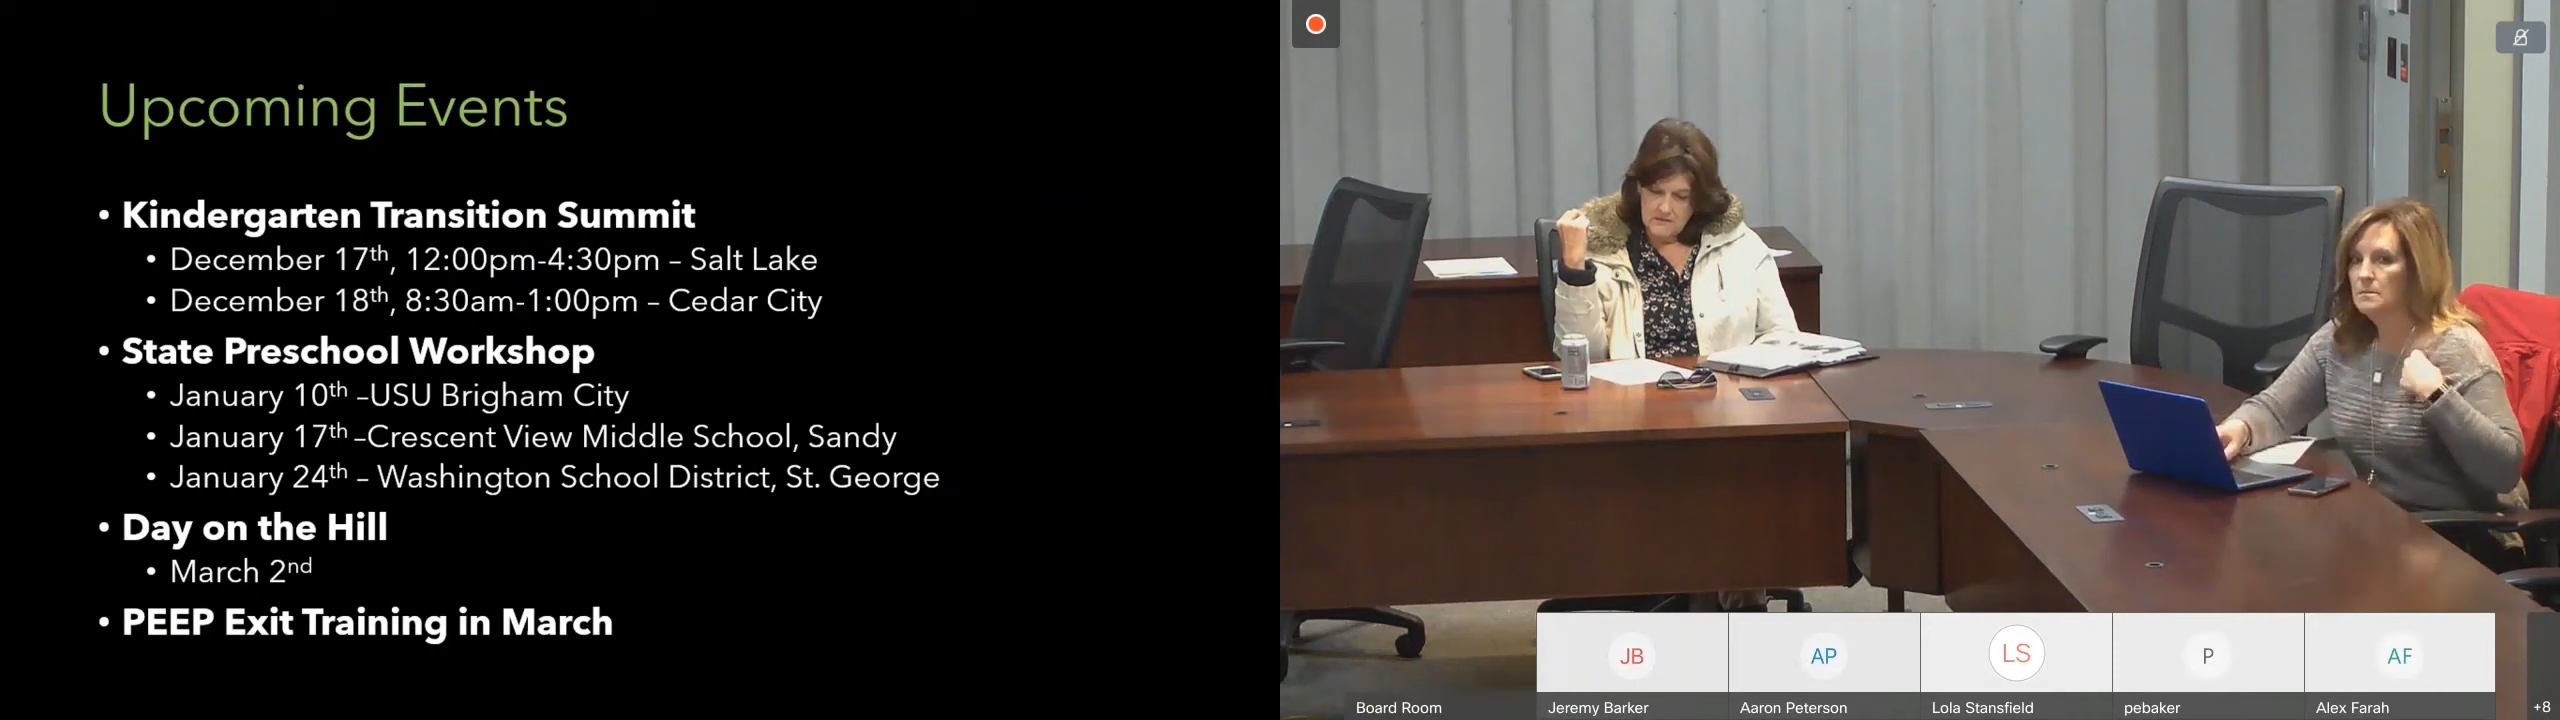 Upcoming Events
• Kindergarten Transition Summit
• December 17th, 12:00pm-4:30pm – Salt Lake
• December 18th, 8:30am-1:00pm – Cedar City
• State Preschool Workshop
• January 10th –USU Brigham City
• January 17th –Crescent View Middle School, Sandy
• January 24th – Washington School District, St. George
• Day on the Hill
• March 2nd
• PEEP Exit Training in March
JB
AP
LS
P
AF
Board Room
Jeremy Barker
Aaron Peterson
Lola Stansfield
pebaker
Alex Farah
+8